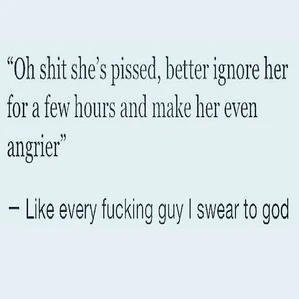 “Oh shit she’s pissed, better ignore her
for a few hours and make her even
angrier”
– Like every fucking guy I swear to god